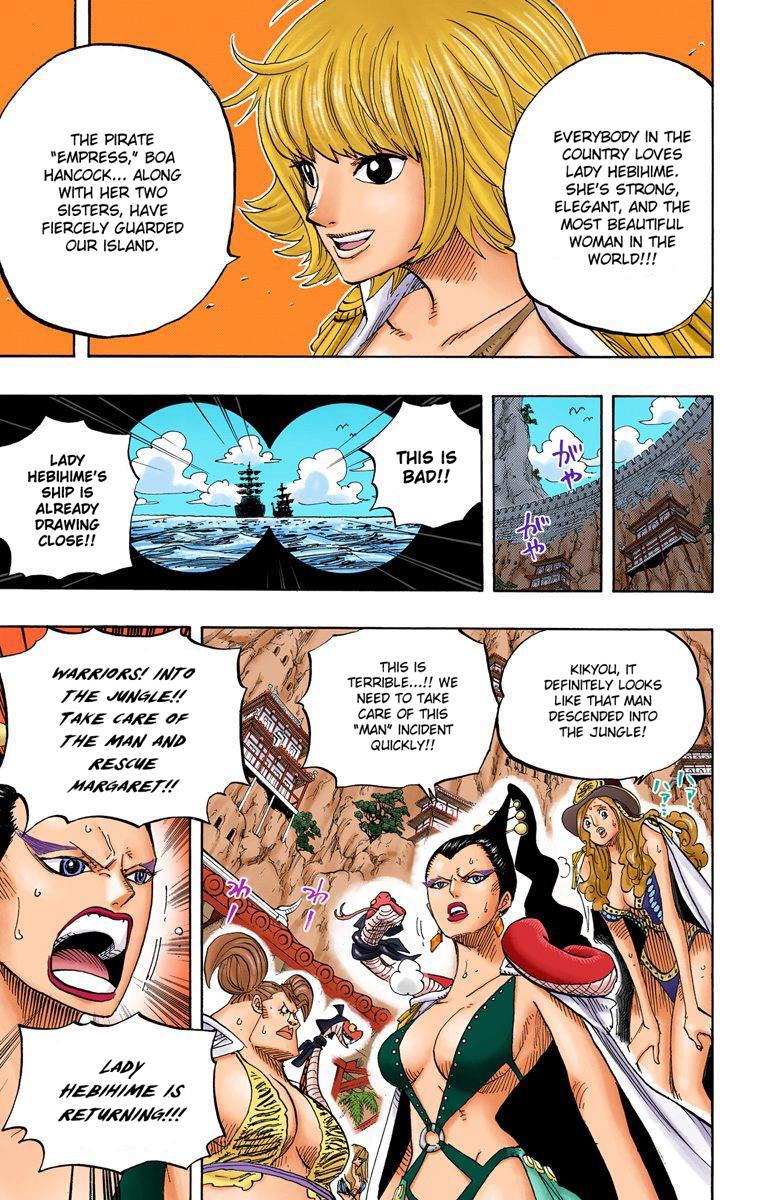 EVERYBODY IN THE
COUNTRY LOVES
LADY HEBIHIME.
SHE'S STRONG,
ELEGANT, AND THE
MOST BEAUTIFUL
WOMAN IN THE
WORLD!!!
THE PIRATE
"EMPRESS," BOA
HANCOCK... ALONG
WITH HER TWO
SISTERS, HAVE
FIERCELY GUARDED
OUR ISLAND.
ガヤ
ガヤ
THIS IS
BAD!!
LADY
HEBIHIME'S
SHIP IS
ALREADY
DRAWING
CLOSE!!
KIKYOU, IT
DEFINITELY LOOKS
LIKE THAT MAN
DESCENDED INTO
THE JUNGLE!
ハァ
ハァ…
THIS IS
TERRIBLE...!! WE
NEED TO TAKE
CARE OF THIS
"MAN" INCIDENT
QUICKLY!!
わー
わー
WARRIORS! INTO
THE JUNGLE!!
TAKE CARE OF
THE MAN AND
RESCUE
MARGARET!!
LADY
HEBIHIME IS
RETURNING!!!